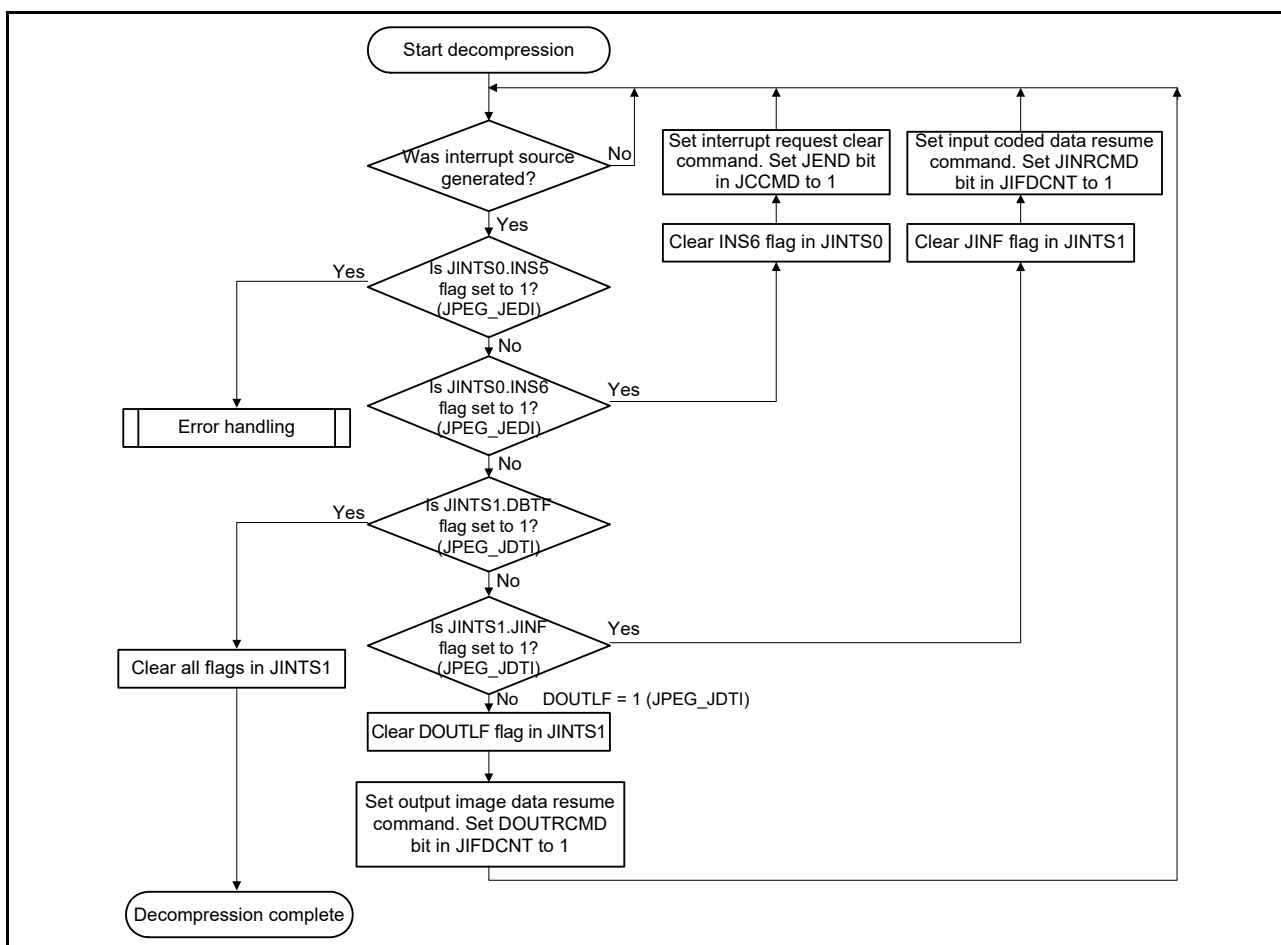 Start decompression
Was interrupt source
generated?
No
Yes
Set interrupt request clear
command. Set JEND bit
in JCCMD to 1
Set input coded data resume
command. Set JINRCMD
bit in JIFDCNT to 1
Clear INS6 flag in JINTS0
Clear JINF flag in JINTS1
Yes
Is JINTS0.INS5
flag set to 1?
(JPEG_JEDI)
No
Error handling
Is JINTS0.INS6
flag set to 1?
(JPEG_JEDI)
Yes
No
Yes
Is JINTS1.DBTF
flag set to 1?
(JPEG_JDTI)
No
Is JINTS1.JINF
flag set to 1?
(JPEG_JDTI)
Yes
Clear all flags in JINTS1
No
DOUTLF = 1 (JPEG_JDTI)
Clear DOUTLF flag in JINTS1
Set output image data resume
command. Set DOUTRCMD
bit in JIFDCNT to 1
Decompression complete